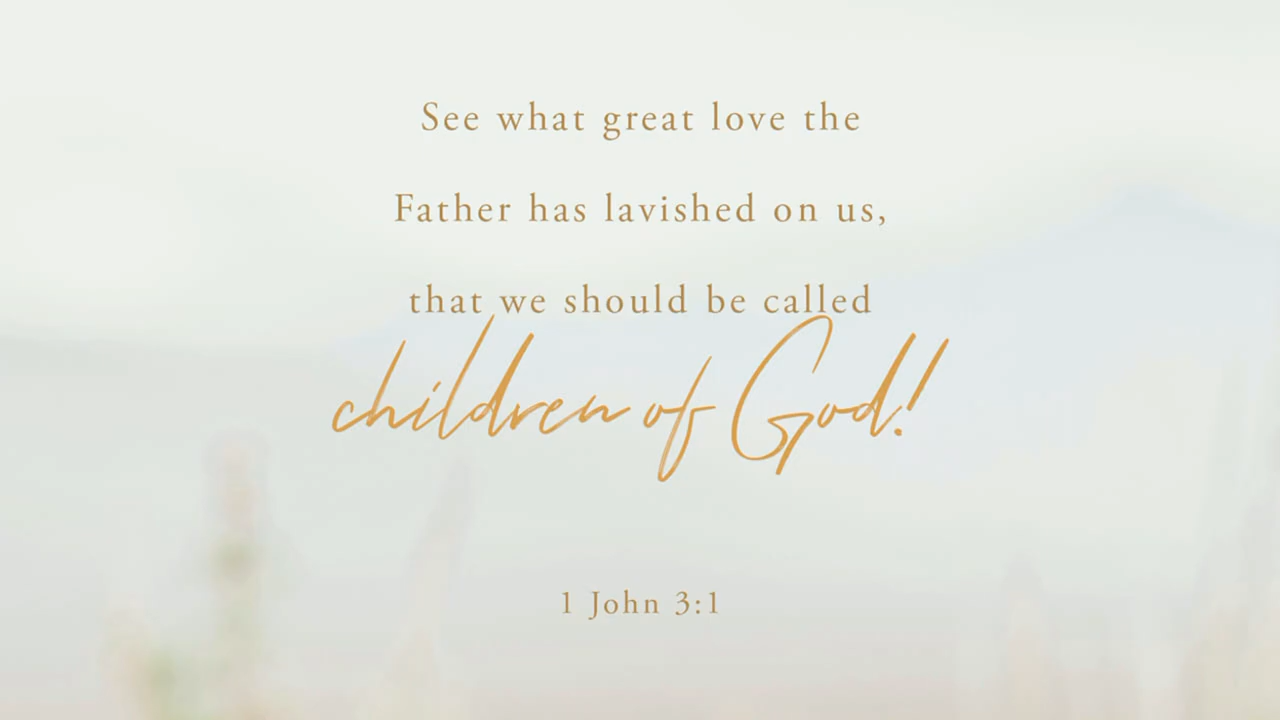 See what great love the
Father has lavished on us,
that we should be called
children of God!
1 John 3:1